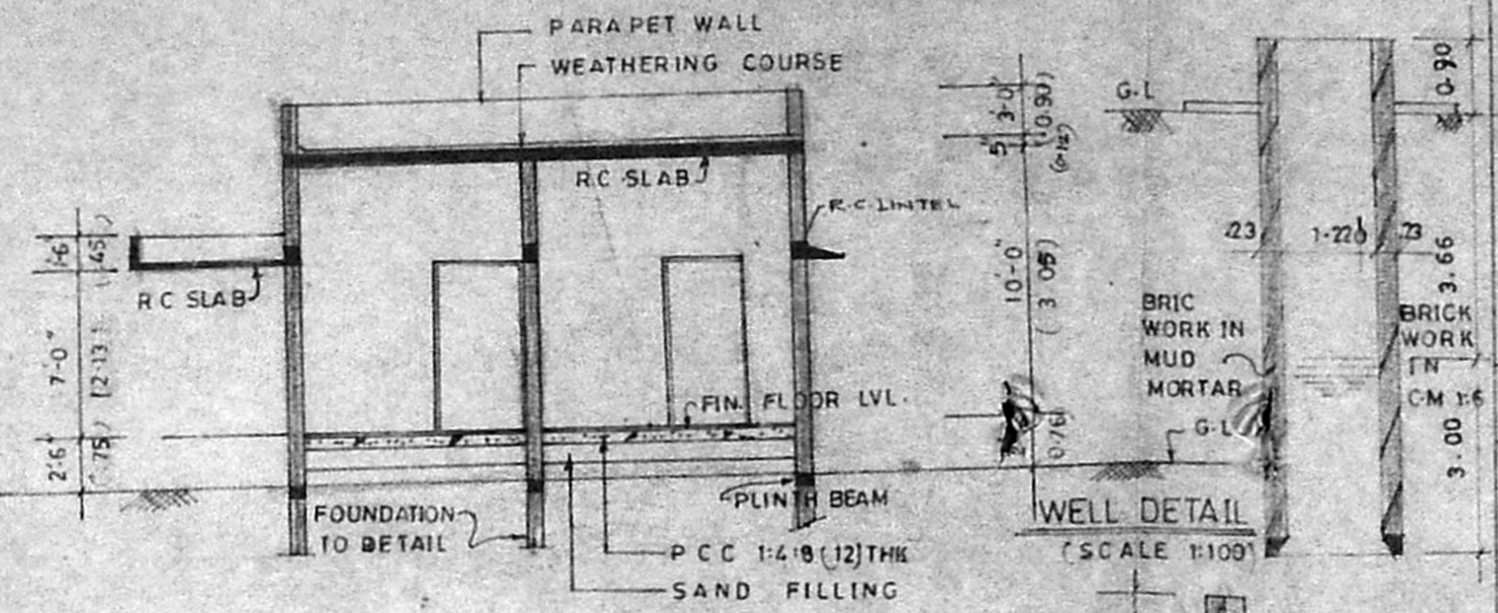 PARAPET WALL
WEATHERING COURSE
R.C SLAB
R.C. LINTEL
R C SLAB
1'-6"
(.45)
7'-0"
(2.13)
2'6"
(.75)
3'-0"
(0.90)
5"
(0.12)
10'-0"
(3.05)
0.76)
FIN. FLOOR LVL.
G.L
PLINTH BEAM
FOUNDATION
TO DETAIL
P C C 1:4:8 (.12) THK
SAND FILLING
G.L
0.90
.23
1.22
.23
3.66
BRIC
WORK IN
MUD
MORTAR
BRICK
WORK
IN
C.M 1:6
3.00
WELL DETAIL
(SCALE 1:100)